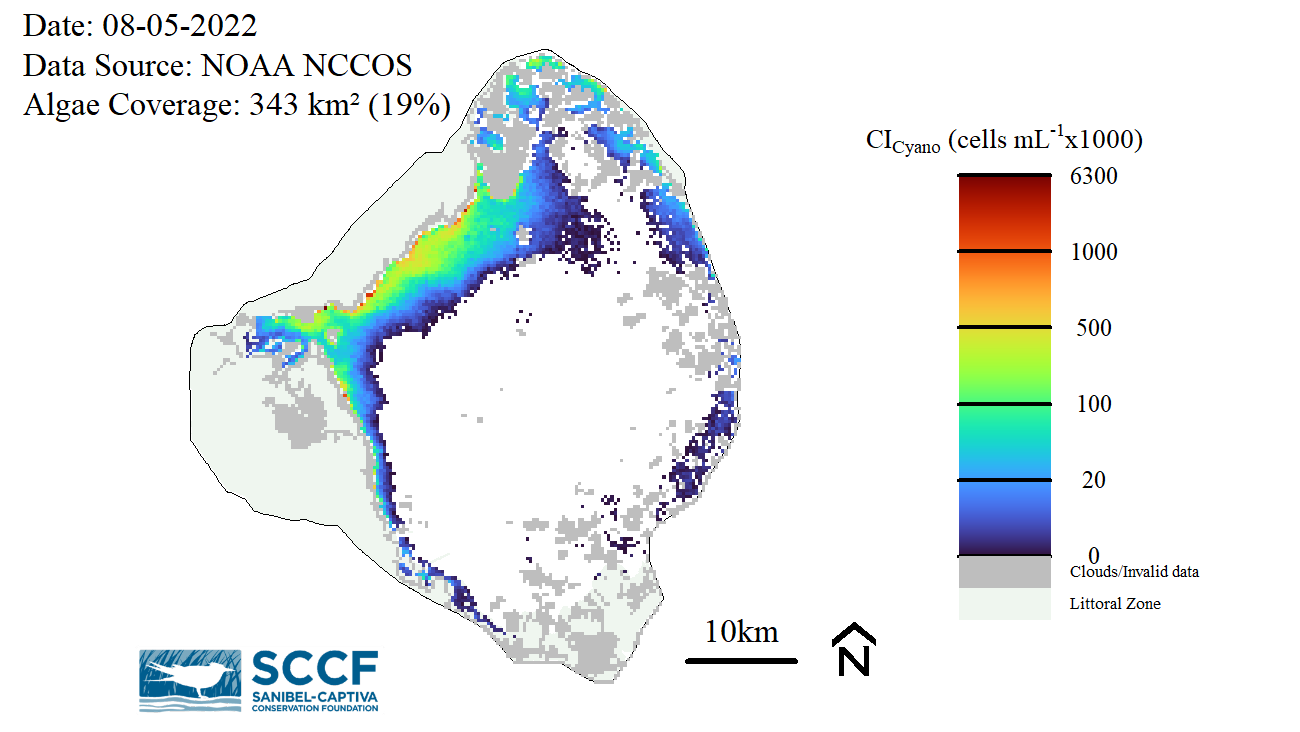 Date: 08-05-2022
Data Source: NOAA NCCOS
Algae Coverage: 343 km² (19%)
CICyano (cells mL-1x1000)
6300
1000
500
100
20
0
Clouds/Invalid data
Littoral Zone
10km
N
SCCF
SANIBEL-CAPTIVA
CONSERVATION FOUNDATION